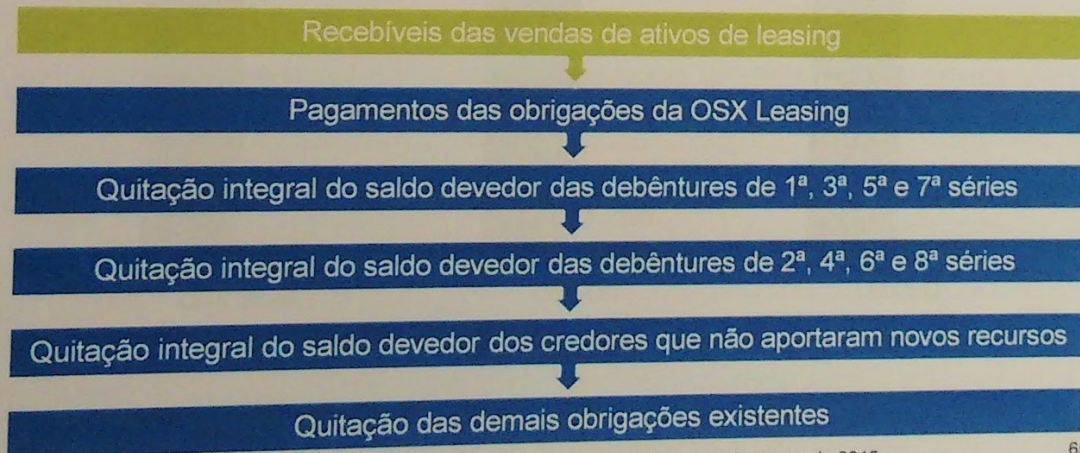 Recebíveis das vendas de ativos de leasing
Pagamentos das obrigações da OSX Leasing
Quitação integral do saldo devedor das debêntures de 1ª, 3ª, 5ª e 7ª séries
Quitação integral do saldo devedor das debêntures de 2ª, 4ª, 6ª e 8ª séries
Quitação integral do saldo devedor dos credores que não aportaram novos recursos
Quitação das demais obrigações existentes
6